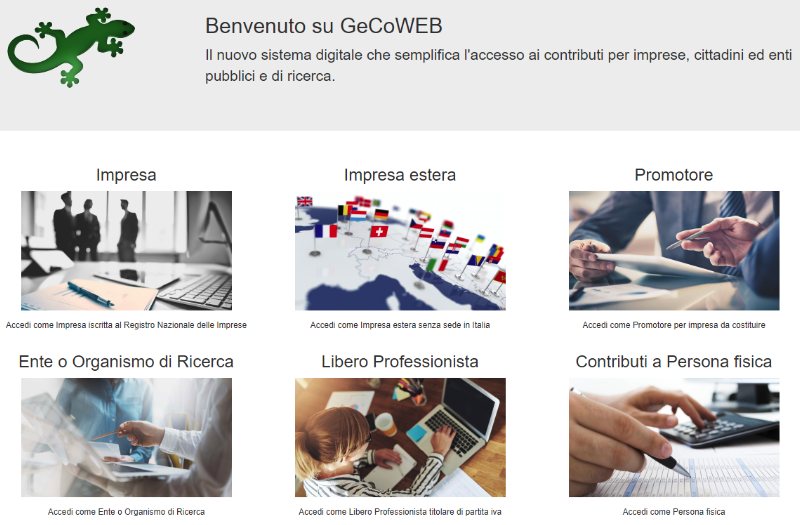 Benvenuto su GeCoWEB
Il nuovo sistema digitale che semplifica l'accesso ai contributi per imprese, cittadini ed enti
pubblici e di ricerca.
Impresa
Impresa estera
Promotore
Accedi come Impresa iscritta al Registro Nazionale delle Imprese
Accedi come Impresa estera senza sede in Italia
Accedi come Promotore per impresa da costituire
Ente o Organismo di Ricerca
Libero Professionista
Contributi a Persona fisica
Accedi come Ente o Organismo di Ricerca
Accedi come Libero Professionista titolare di partita iva
Accedi come Persona fisica